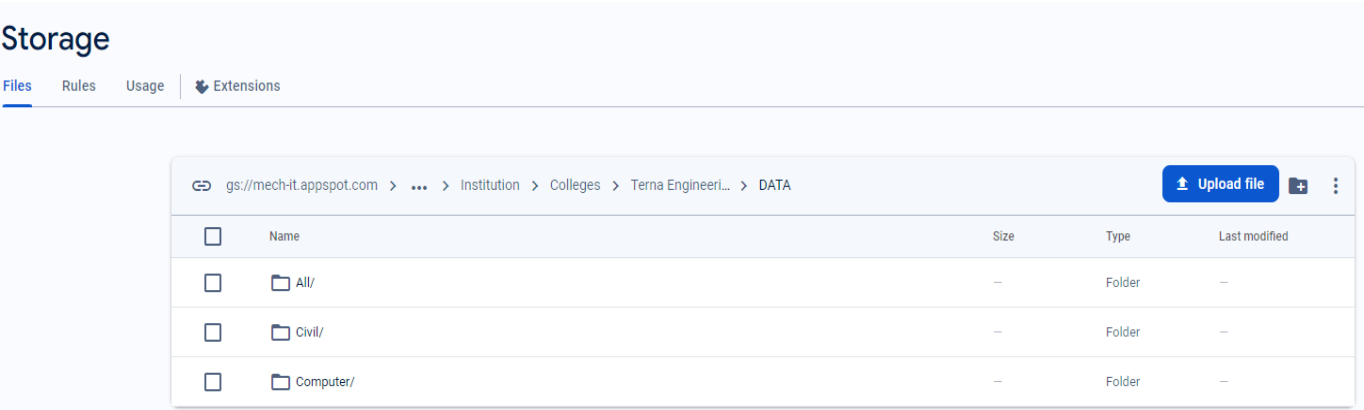 Storage
Files Rules Usage Extensions
gs://mech-it.appspot.com > ••• > Institution > Colleges > Terna Engineeri... > DATA Upload file
Name Size Type Last modified
All/ — Folder —
Civil/ — Folder —
Computer/ — Folder —